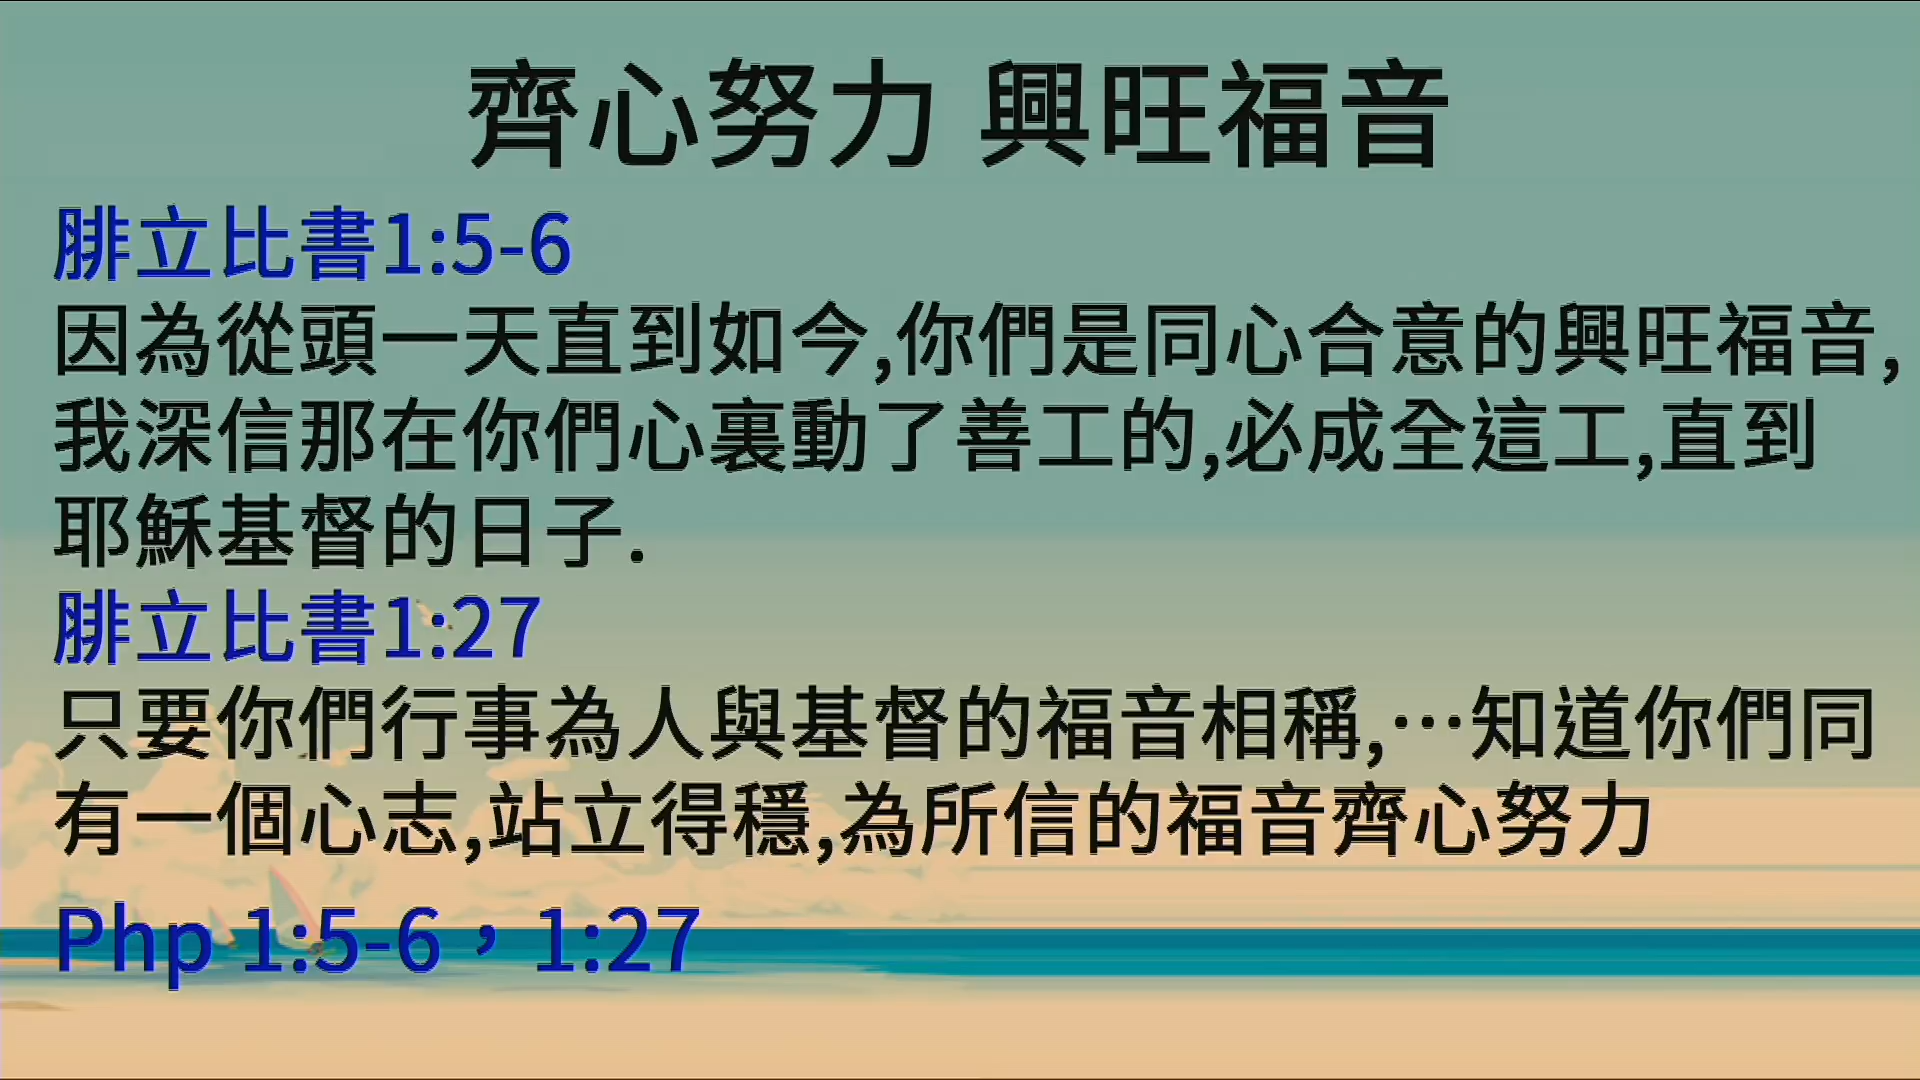 齊心努力 興旺福音
腓立比書1:5-6
因為從頭一天直到如今,你們是同心合意的興旺福音,
我深信那在你們心裏動了善工的,必成全這工,直到
耶穌基督的日子.
腓立比書1:27
只要你們行事為人與基督的福音相稱,…知道你們同
有一個心志,站立得穩,為所信的福音齊心努力
Php 1:5-6，1:27